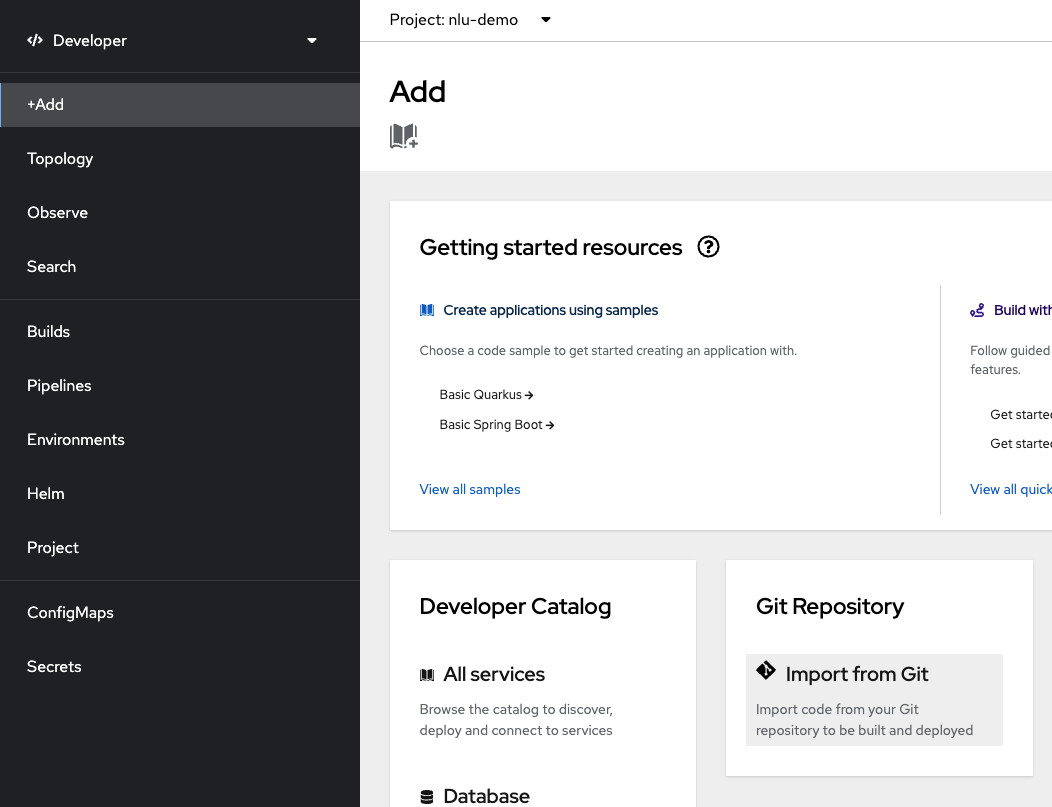 Developer
+Add
Topology
Observe
Search
Builds
Pipelines
Environments
Helm
Project
ConfigMaps
Secrets
Project: nlu-demo
Add
Getting started resources
Create applications using samples
Choose a code sample to get started creating an application with.
Basic Quarkus
Basic Spring Boot
View all samples
Build with
Follow guided
features.
Get started
Get started
View all quick
Developer Catalog
All services
Browse the catalog to discover,
deploy and connect to services
Database
Git Repository
Import from Git
Import code from your Git
repository to be built and deployed